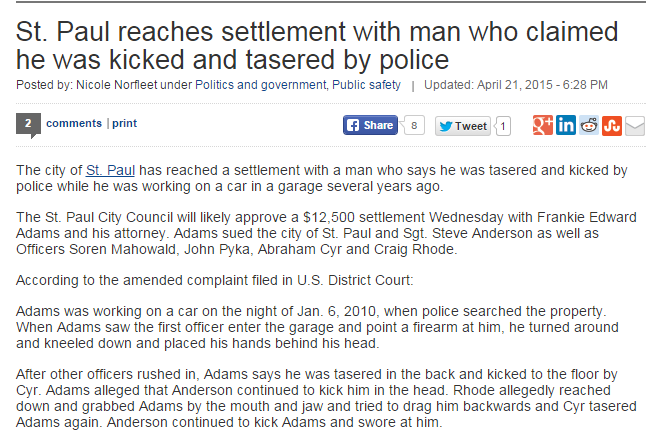 St. Paul reaches settlement with man who claimed
he was kicked and tasered by police
Posted by: Nicole Norfleet under Politics and government, Public safety | Updated: April 21, 2015 - 6:28 PM
2 comments | print Share 8 Tweet 1 g+ in
The city of St. Paul has reached a settlement with a man who says he was tasered and kicked by
police while he was working on a car in a garage several years ago.
The St. Paul City Council will likely approve a $12,500 settlement Wednesday with Frankie Edward
Adams and his attorney. Adams sued the city of St. Paul and Sgt. Steve Anderson as well as
Officers Soren Mahowald, John Pyka, Abraham Cyr and Craig Rhode.
According to the amended complaint filed in U.S. District Court:
Adams was working on a car on the night of Jan. 6, 2010, when police searched the property.
When Adams saw the first officer enter the garage and point a firearm at him, he turned around
and kneeled down and placed his hands behind his head.
After other officers rushed in, Adams says he was tasered in the back and kicked to the floor by
Cyr. Adams alleged that Anderson continued to kick him in the head. Rhode allegedly reached
down and grabbed Adams by the mouth and jaw and tried to drag him backwards and Cyr tasered
Adams again. Anderson continued to kick Adams and swore at him.